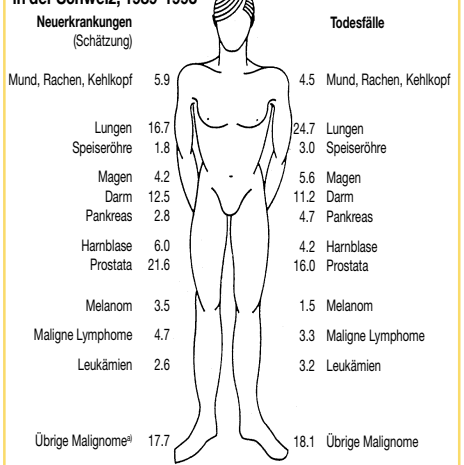 in der Schweiz, 1989–1993
Neuerkrankungen
(Schätzung)
Todesfälle
Mund, Rachen, Kehlkopf 5.9
4.5 Mund, Rachen, Kehlkopf
Lungen 16.7
24.7 Lungen
Speiseröhre 1.8
3.0 Speiseröhre
Magen 4.2
5.6 Magen
Darm 12.5
11.2 Darm
Pankreas 2.8
4.7 Pankreas
Harnblase 6.0
4.2 Harnblase
Prostata 21.6
16.0 Prostata
Melanom 3.5
1.5 Melanom
Maligne Lymphome 4.7
3.3 Maligne Lymphome
Leukämien 2.6
3.2 Leukämien
Übrige Malignome a) 17.7
18.1 Übrige Malignome